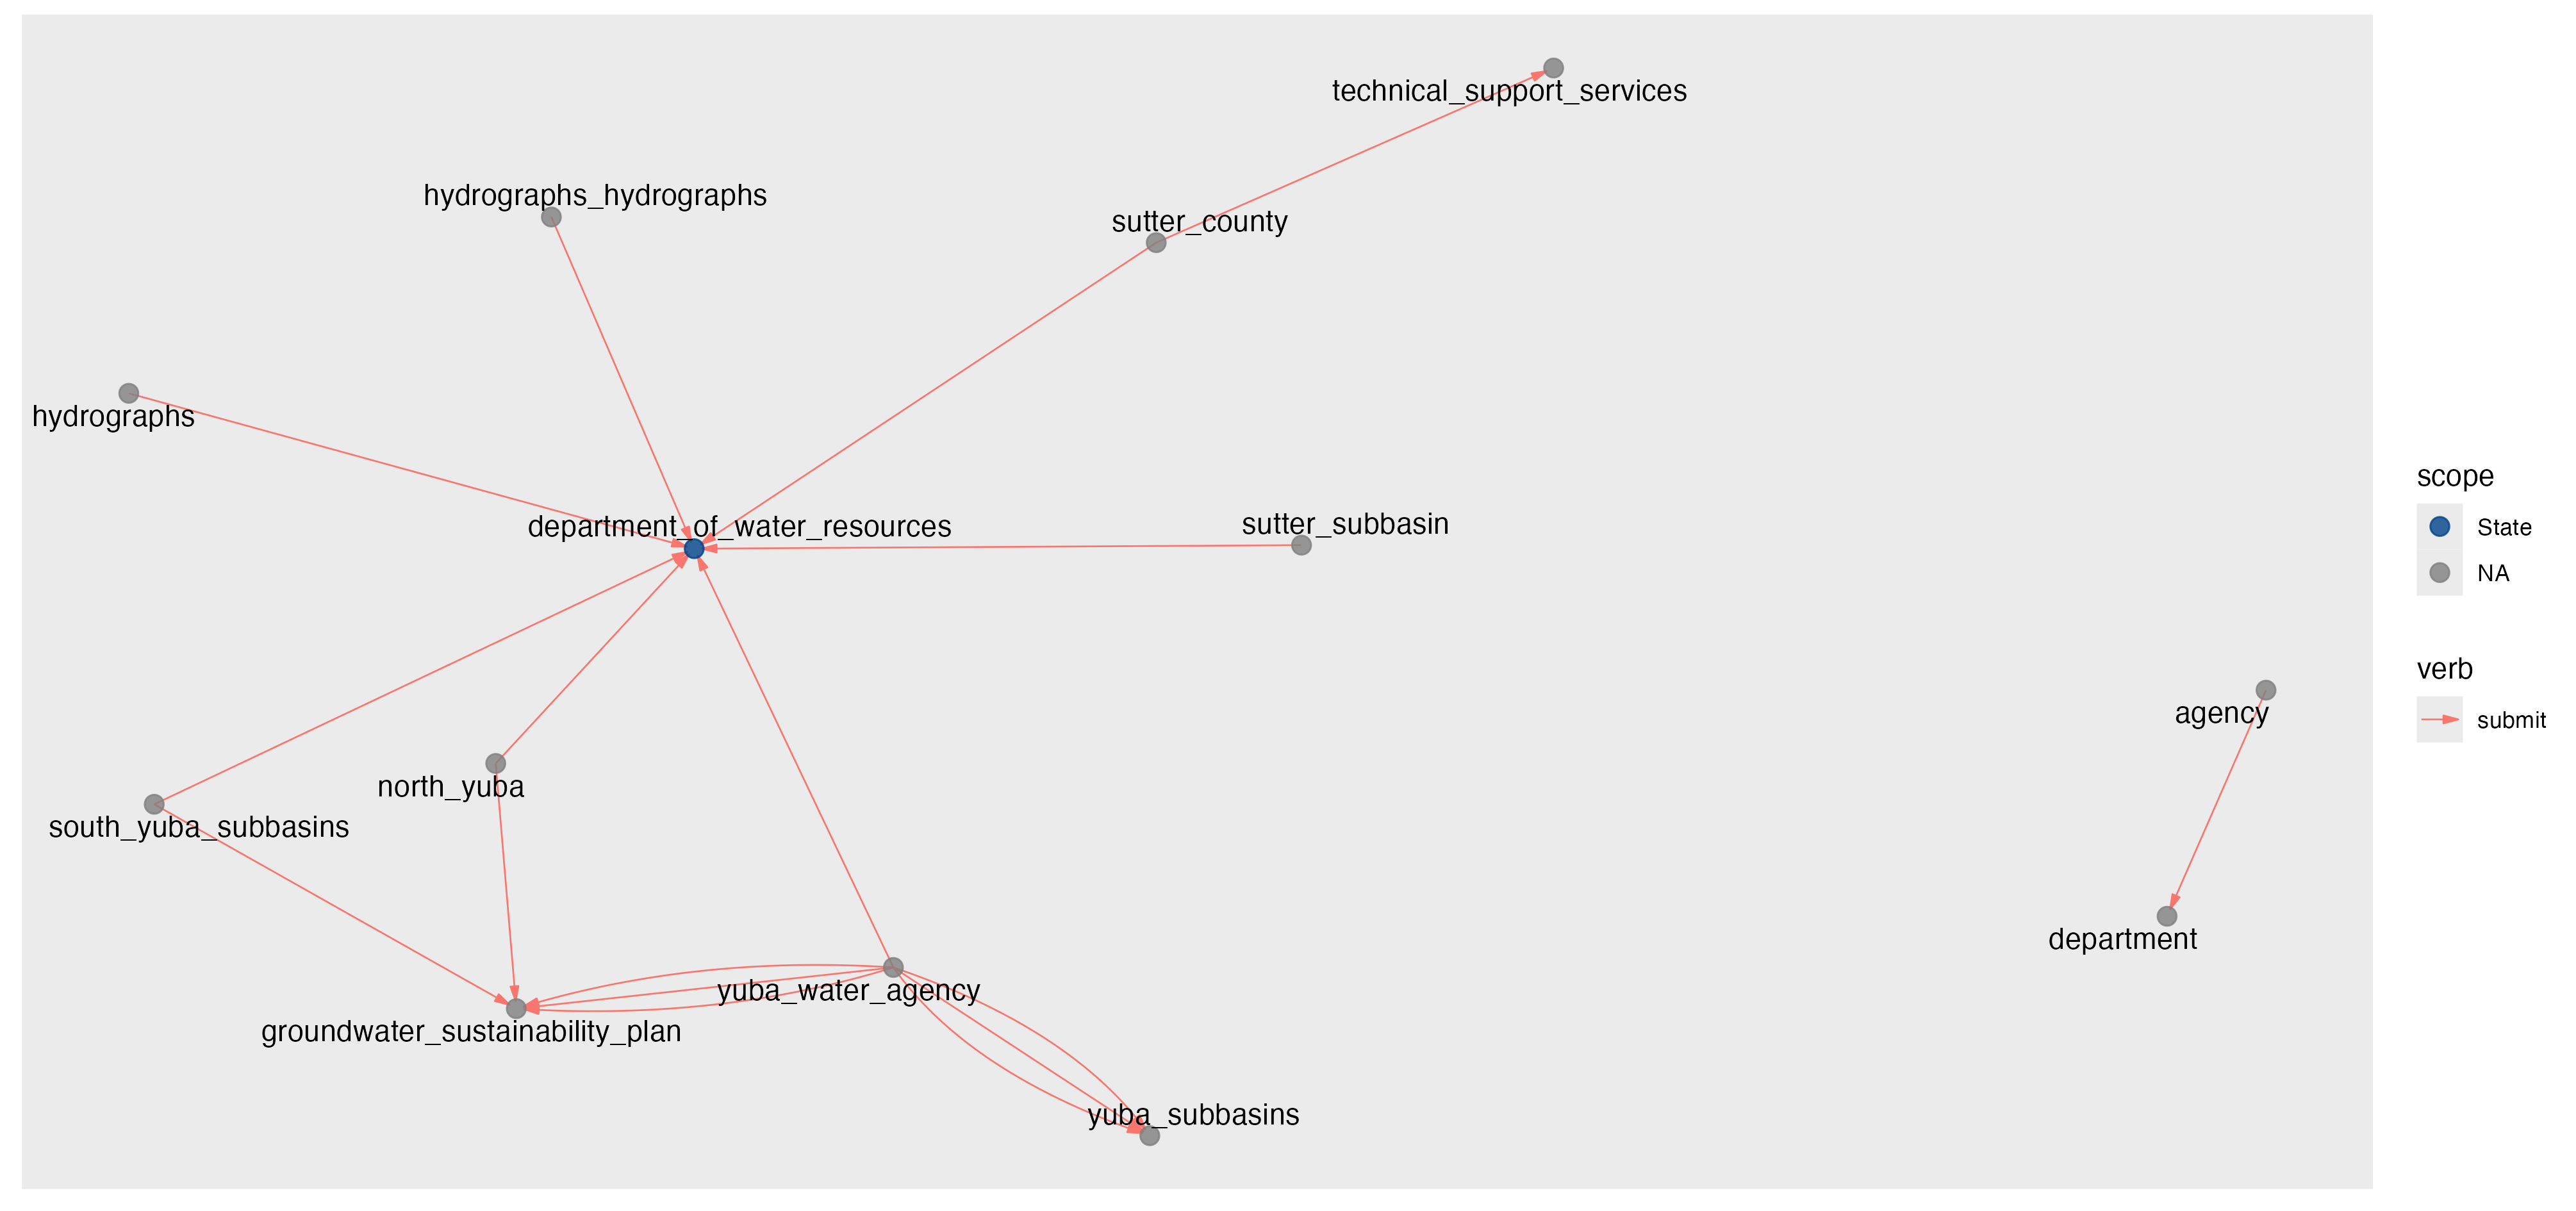 technical_support_services
hydrographs_hydrographs
sutter_county
hydrographs
department_of_water_resources
sutter_subbasin
scope
State
NA
verb
submit
agency
north_yuba
south_yuba_subbasins
department
yuba_water_agency
groundwater_sustainability_plan
yuba_subbasins